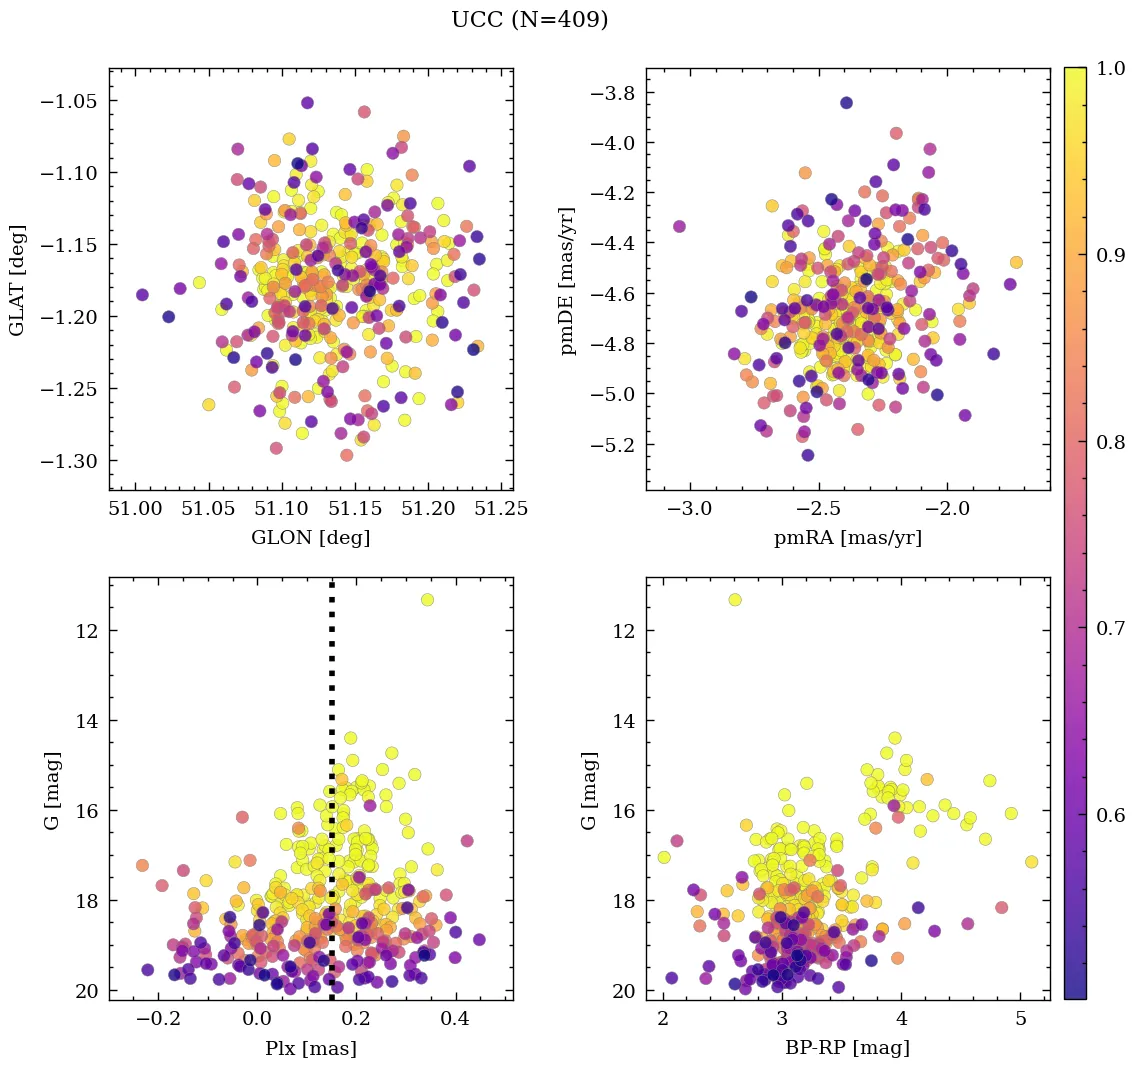 UCC (N=409)
−1.05
−1.10
−1.15
−1.20
−1.25
−1.30
GLAT [deg]
51.00 51.05 51.10 51.15 51.20 51.25
GLON [deg]
−3.8
−4.0
−4.2
−4.4
−4.6
−4.8
−5.0
−5.2
pmDE [mas/yr]
−3.0 −2.5 −2.0
pmRA [mas/yr]
12
14
16
18
20
G [mag]
−0.2 0.0 0.2 0.4
Plx [mas]
12
14
16
18
20
G [mag]
2 3 4 5
BP-RP [mag]
1.0
0.9
0.8
0.7
0.6